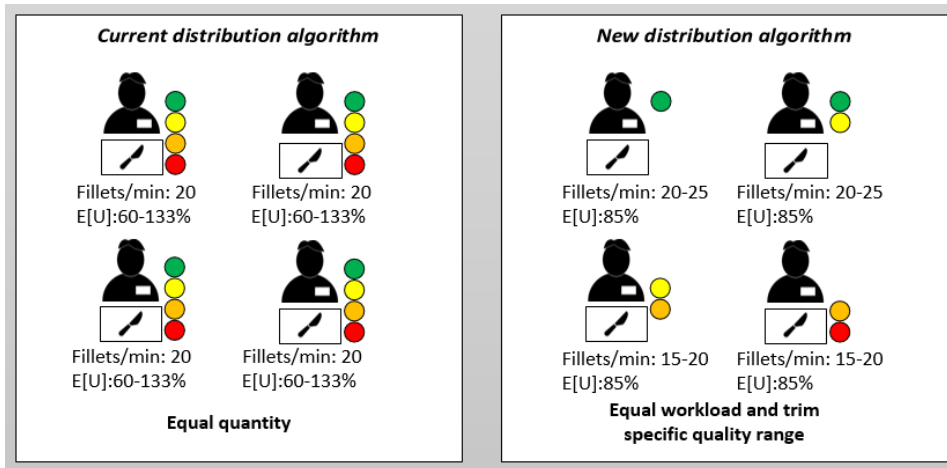 Current distribution algorithm
Fillets/min: 20
E[U]:60-133%
Fillets/min: 20
E[U]:60-133%
Fillets/min: 20
E[U]:60-133%
Fillets/min: 20
E[U]:60-133%
Equal quantity
New distribution algorithm
Fillets/min: 20-25
E[U]:85%
Fillets/min: 20-25
E[U]:85%
Fillets/min: 15-20
E[U]:85%
Fillets/min: 15-20
E[U]:85%
Equal workload and trim
specific quality range